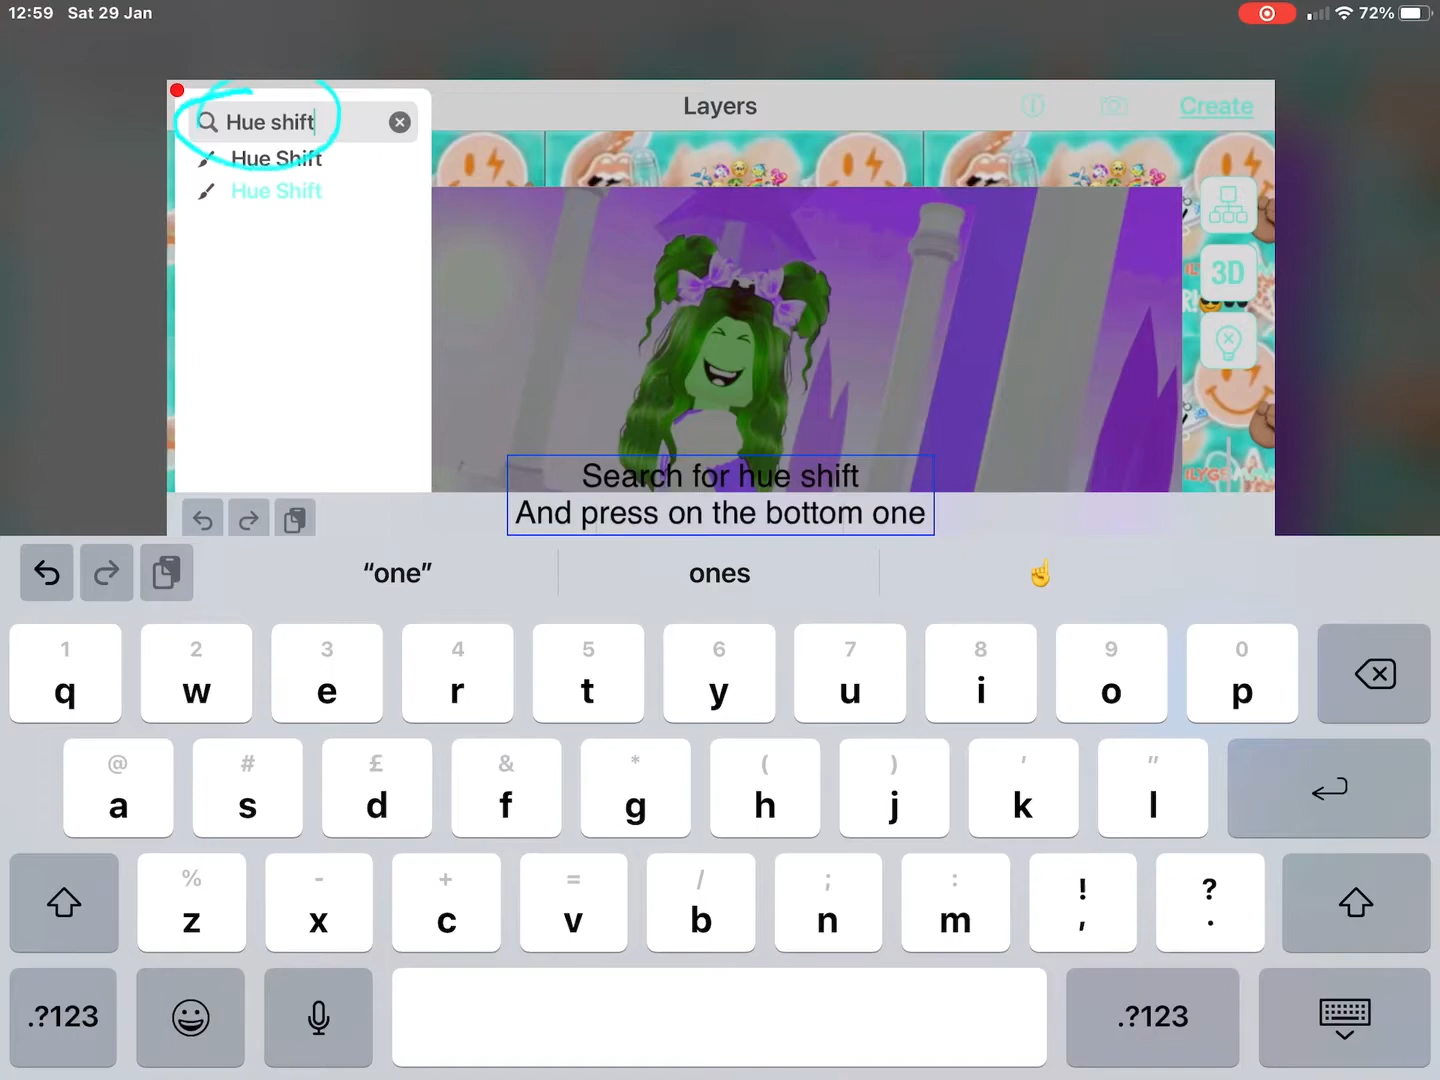 12:59 Sat 29 Jan
72%
Hue shift
Layers
Create
Hue Shift
Hue Shift
3D
Search for hue shift
And press on the bottom one
“one” ones ☝️
1 2 3 4 5 6 7 8 9 0
q w e r t y u i o p
@ # £ & * ( ) ' "
a s d f g h j k l
% - + = / ; : ! ?
z x c v b n m , .
.?123 .?123